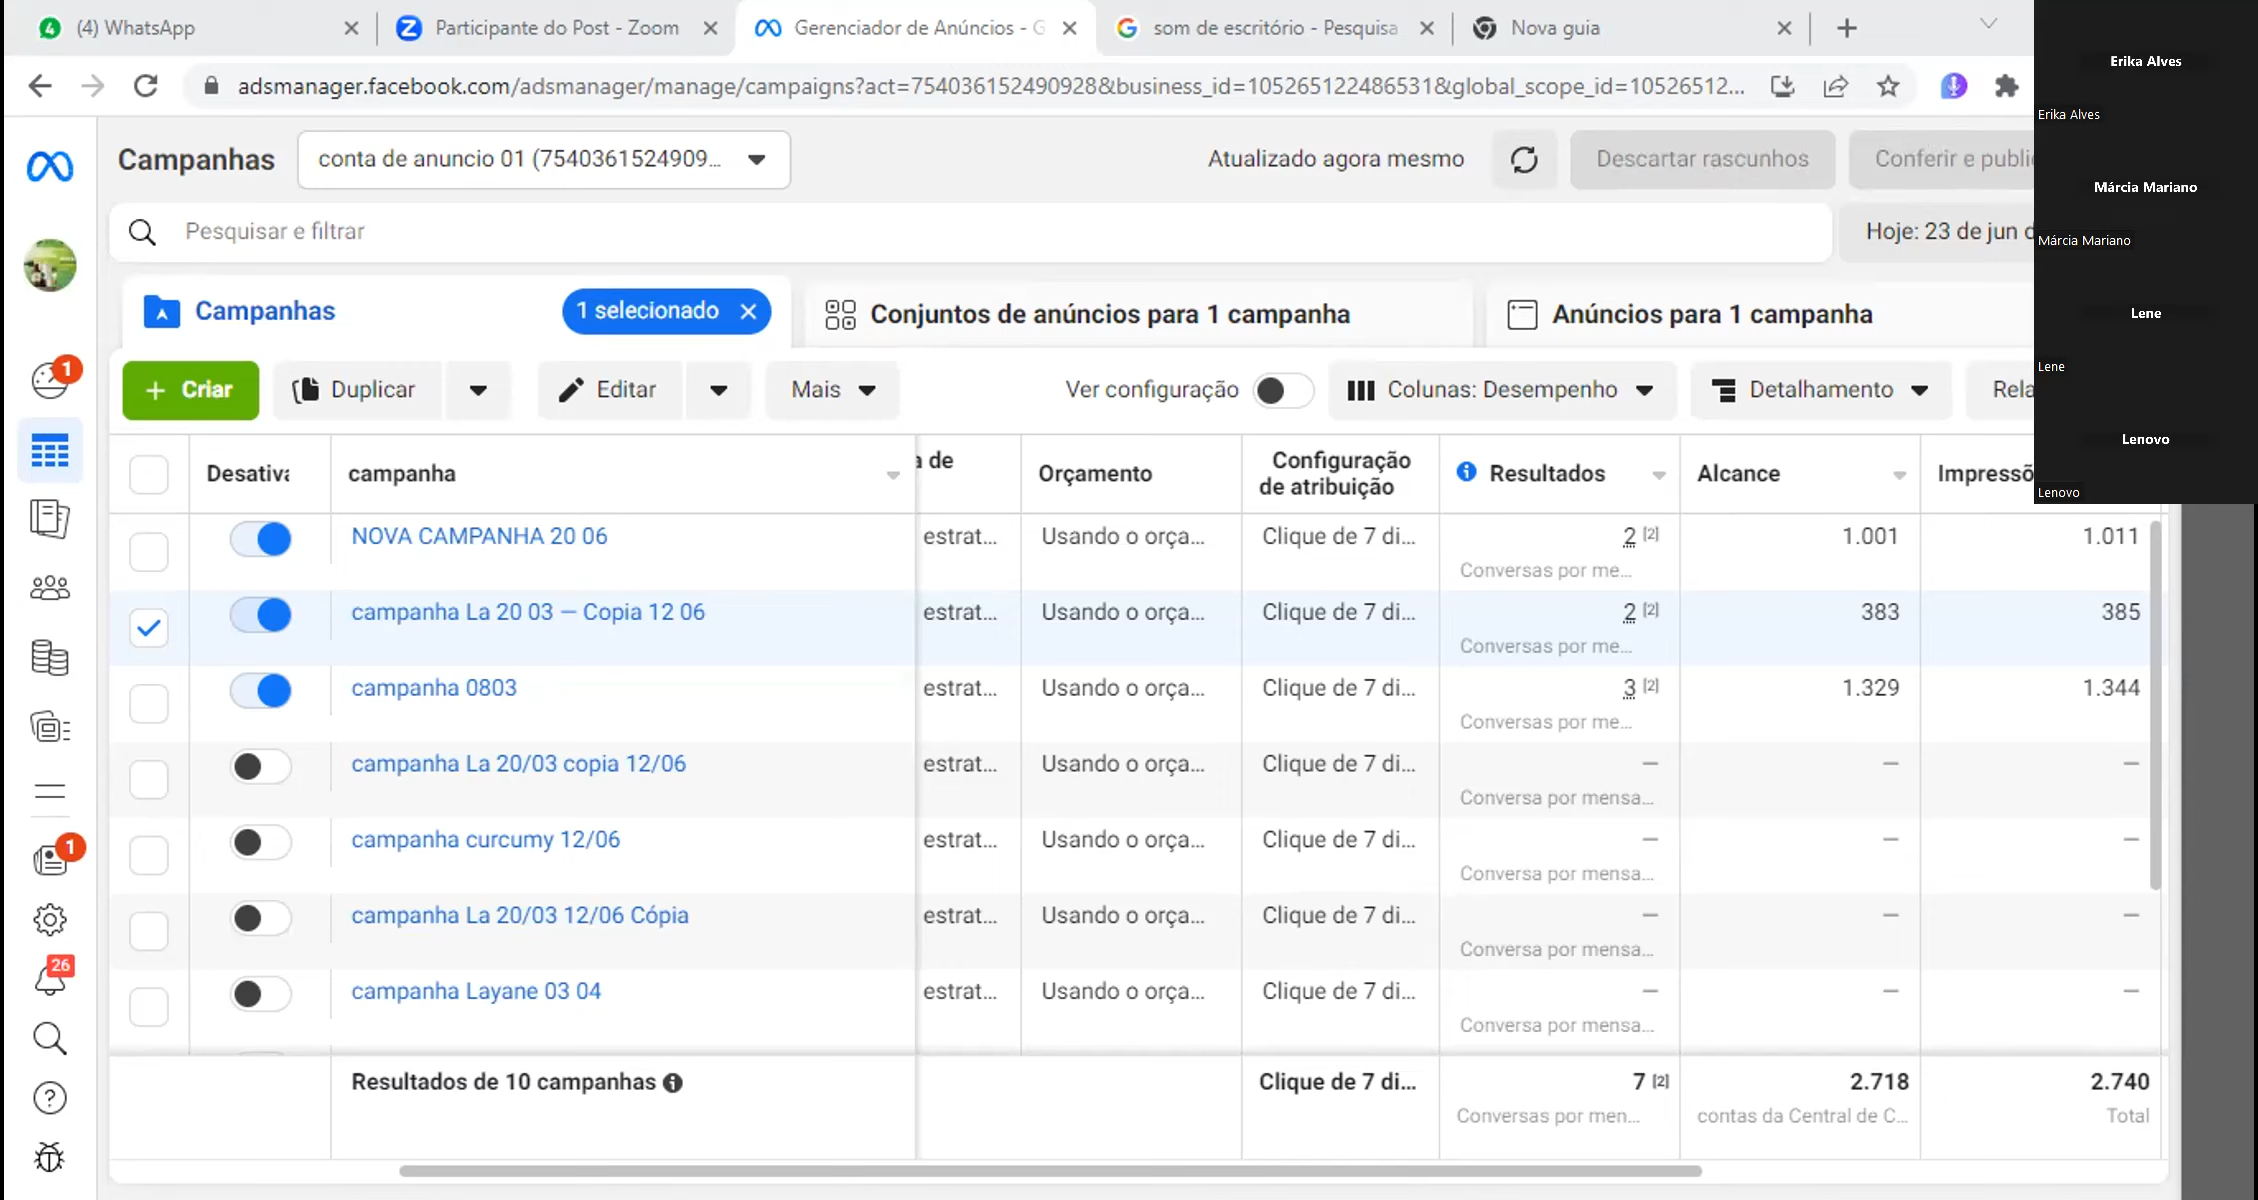 (4) WhatsApp
Participante do Post - Zoom
Gerenciador de Anúncios - G
som de escritório - Pesquisa
Nova guia
adsmanager.facebook.com/adsmanager/manage/campaigns?act=754036152490928&business_id=105265122486531&global_scope_id=10526512...
Erika Alves
Erika Alves
Márcia Mariano
Márcia Mariano
Lene
Lene
Lenovo
Lenovo
Campanhas
conta de anuncio 01 (7540361524909...
Atualizado agora mesmo
Descartar rascunhos
Conferir e public
Pesquisar e filtrar
Hoje: 23 de jun d
Campanhas
1 selecionado
Conjuntos de anúncios para 1 campanha
Anúncios para 1 campanha
+ Criar
Duplicar
Editar
Mais
Ver configuração
Colunas: Desempenho
Detalhamento
Rela
Desativa
campanha
a de
Orçamento
Configuração de atribuição
Resultados
Alcance
Impressõ
NOVA CAMPANHA 20 06 estrat... Usando o orça... Clique de 7 di... 2 [2] 1.001 1.011
Conversas por me...
campanha La 20 03 — Copia 12 06 estrat... Usando o orça... Clique de 7 di... 2 [2] 383 385
Conversas por me...
campanha 0803 estrat... Usando o orça... Clique de 7 di... 3 [2] 1.329 1.344
Conversas por me...
campanha La 20/03 copia 12/06 estrat... Usando o orça... Clique de 7 di... — — —
Conversa por mensa...
campanha curcumy 12/06 estrat... Usando o orça... Clique de 7 di... — — —
Conversa por mensa...
campanha La 20/03 12/06 Cópia estrat... Usando o orça... Clique de 7 di... — — —
Conversa por mensa...
campanha Layane 03 04 estrat... Usando o orça... Clique de 7 di... — — —
Conversa por mensa...
Resultados de 10 campanhas Clique de 7 di... 7 [2] 2.718 2.740
Conversas por men... contas da Central de C... Total
1
1
26